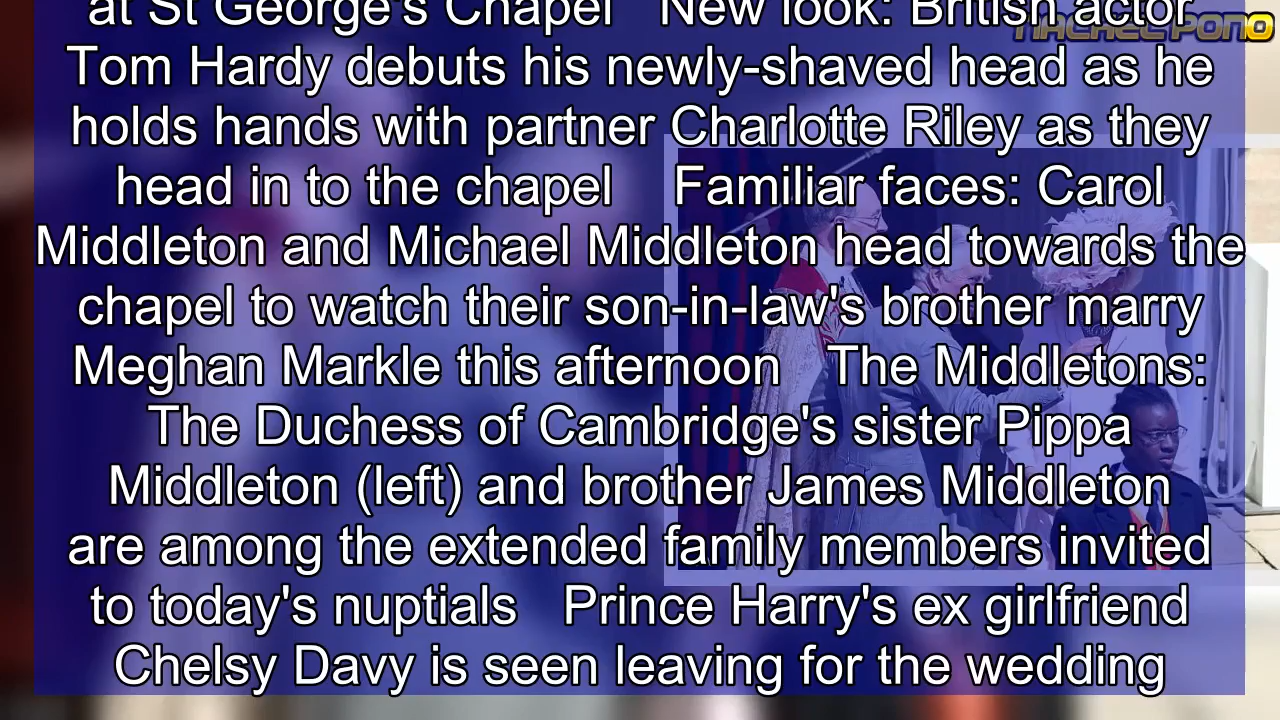 at St George's Chapel   New look: British actor
RACHEL PONO
Tom Hardy debuts his newly-shaved head as he
holds hands with partner Charlotte Riley as they
head in to the chapel     Familiar faces: Carol
Middleton and Michael Middleton head towards the
chapel to watch their son-in-law's brother marry
Meghan Markle this afternoon   The Middletons:
The Duchess of Cambridge's sister Pippa
Middleton (left) and brother James Middleton
are among the extended family members invited
to today's nuptials   Prince Harry's ex girlfriend
Chelsy Davy is seen leaving for the wedding